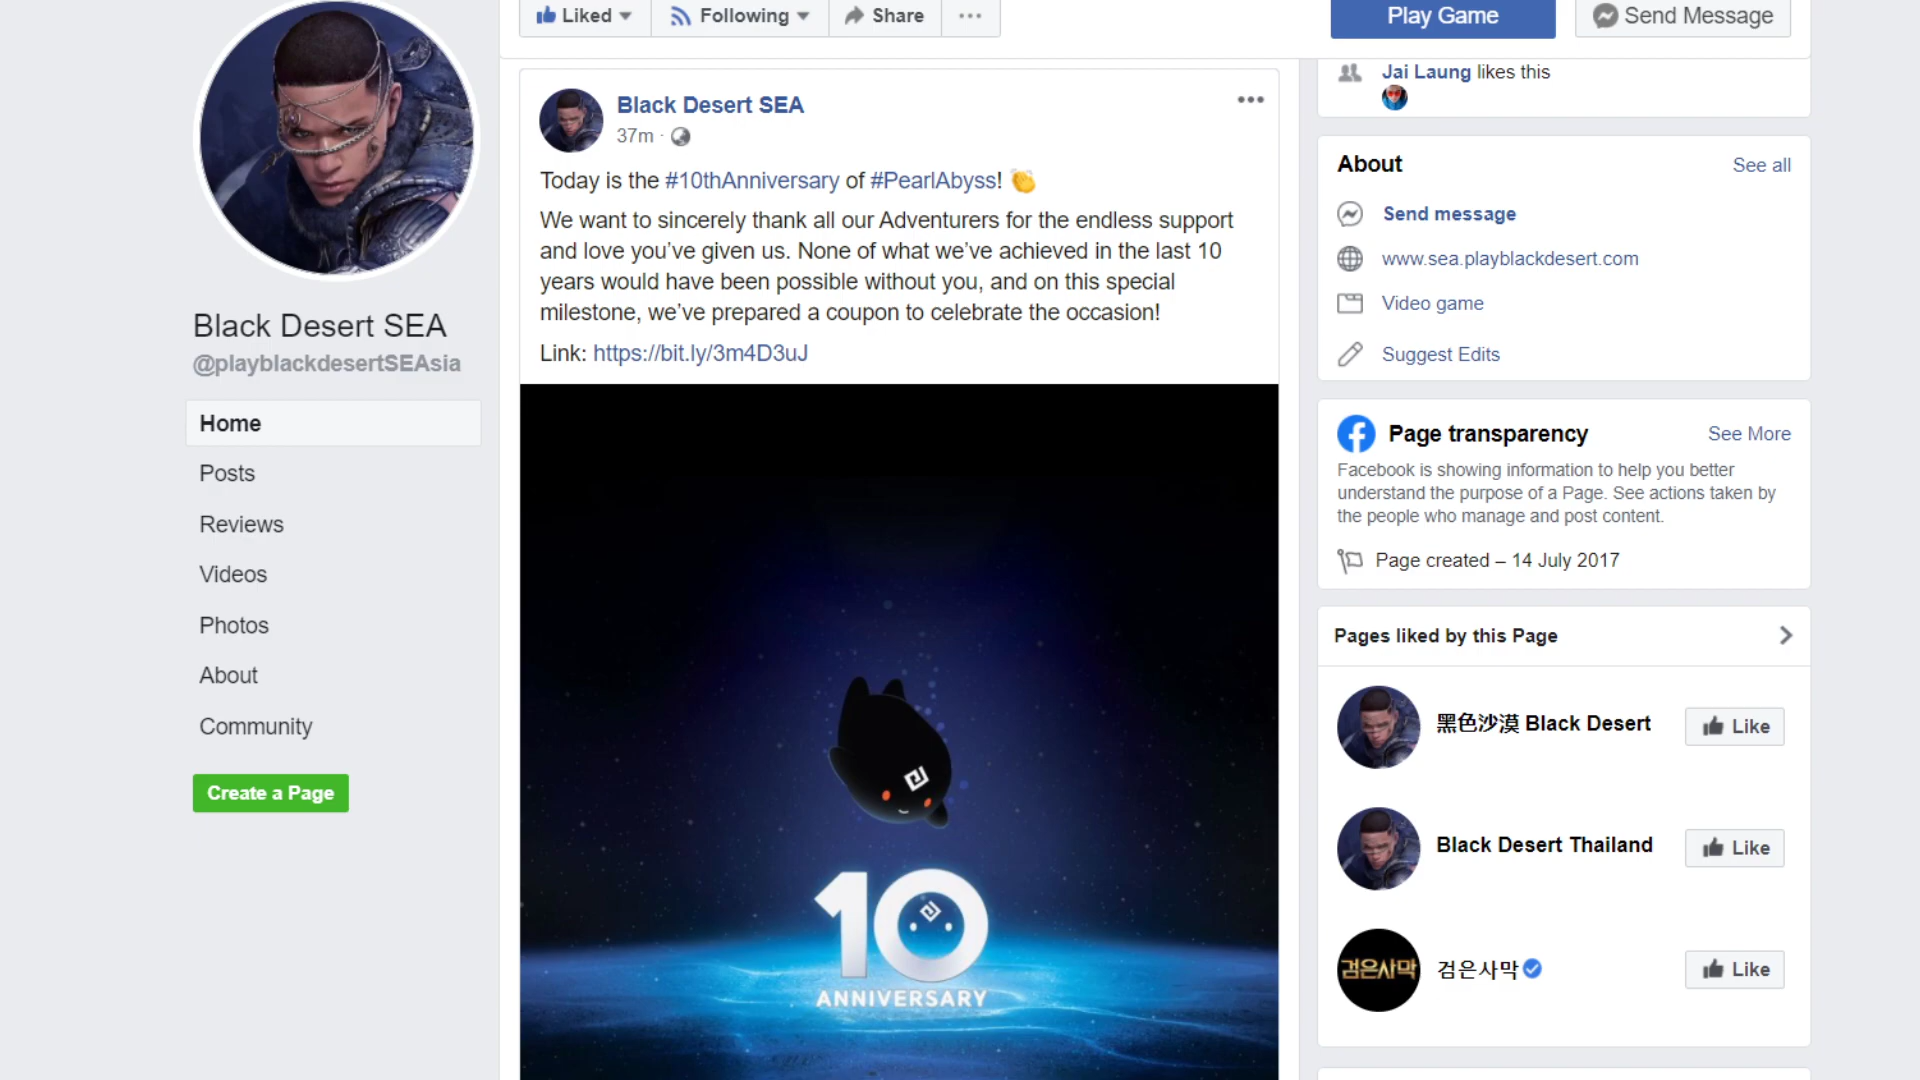 Liked
Following
Share
Play Game
Send Message
Black Desert SEA
@playblackdesertSEAsia
Home
Posts
Reviews
Videos
Photos
About
Community
Create a Page
Black Desert SEA
37m ·
Today is the #10thAnniversary of #PearlAbyss! 👏
We want to sincerely thank all our Adventurers for the endless support
and love you’ve given us. None of what we’ve achieved in the last 10
years would have been possible without you, and on this special
milestone, we’ve prepared a coupon to celebrate the occasion!
Link: https://bit.ly/3m4D3uJ
10
ANNIVERSARY
Jai Laung likes this
About
See all
Send message
www.sea.playblackdesert.com
Video game
Suggest Edits
Page transparency
See More
Facebook is showing information to help you better
understand the purpose of a Page. See actions taken by
the people who manage and post content.
Page created – 14 July 2017
Pages liked by this Page
黑色沙漠 Black Desert
Like
Black Desert Thailand
Like
검은사막
검은사막
Like